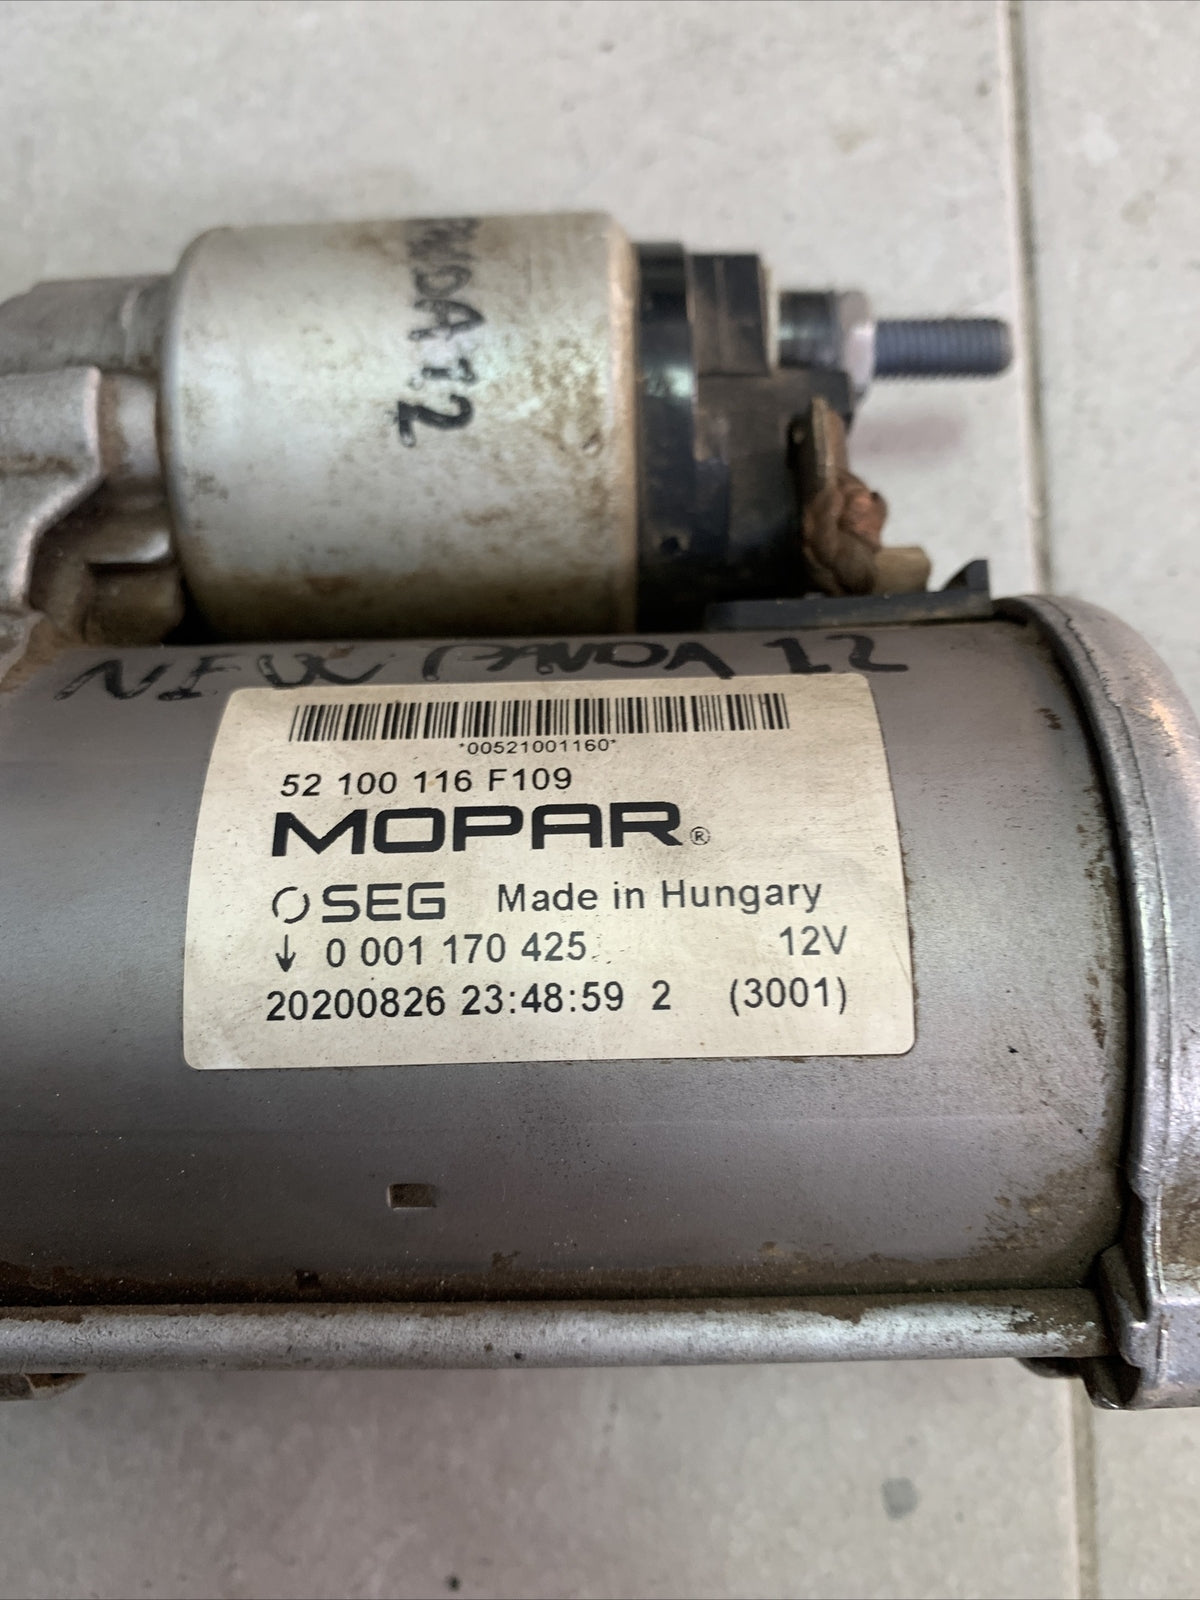 PANDA 12
NEW PANDA 12
*00521001160*
52 100 116 F109
MOPAR®
SEG Made in Hungary
↓ 0 001 170 425 12V
20200826 23:48:59 2 (3001)